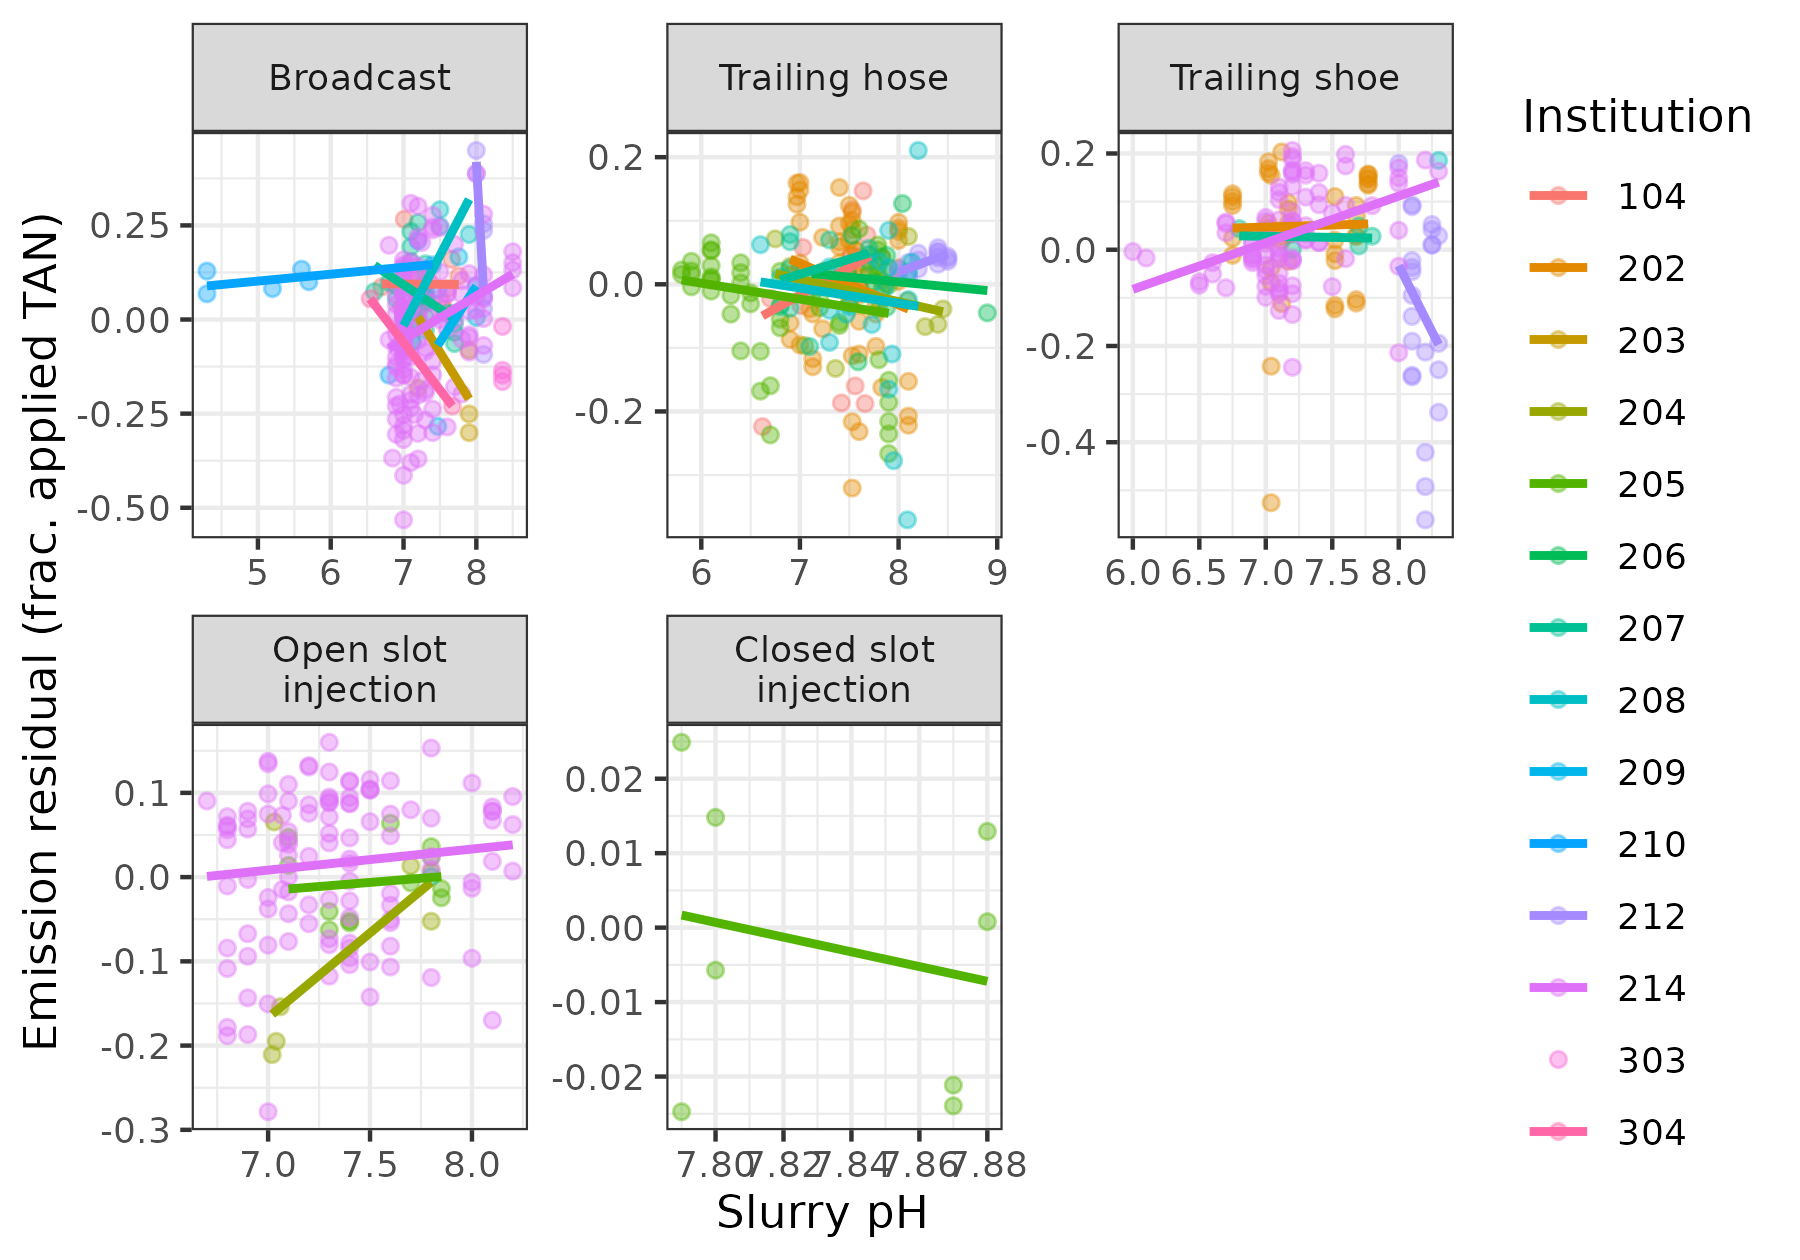 Broadcast
Trailing hose
Trailing shoe
Institution
104
202
203
204
205
206
207
208
209
210
212
214
303
304
Emission residual (frac. applied TAN)
0.25
0.00
-0.25
-0.50
5 6 7 8
0.2
0.0
-0.2
6 7 8 9
0.2
0.0
-0.2
-0.4
6.0 6.5 7.0 7.5 8.0
Open slot
injection
Closed slot
injection
0.1
0.0
-0.1
-0.2
-0.3
7.0 7.5 8.0
0.02
0.01
0.00
-0.01
-0.02
7.80 7.82 7.84 7.86 7.88
Slurry pH